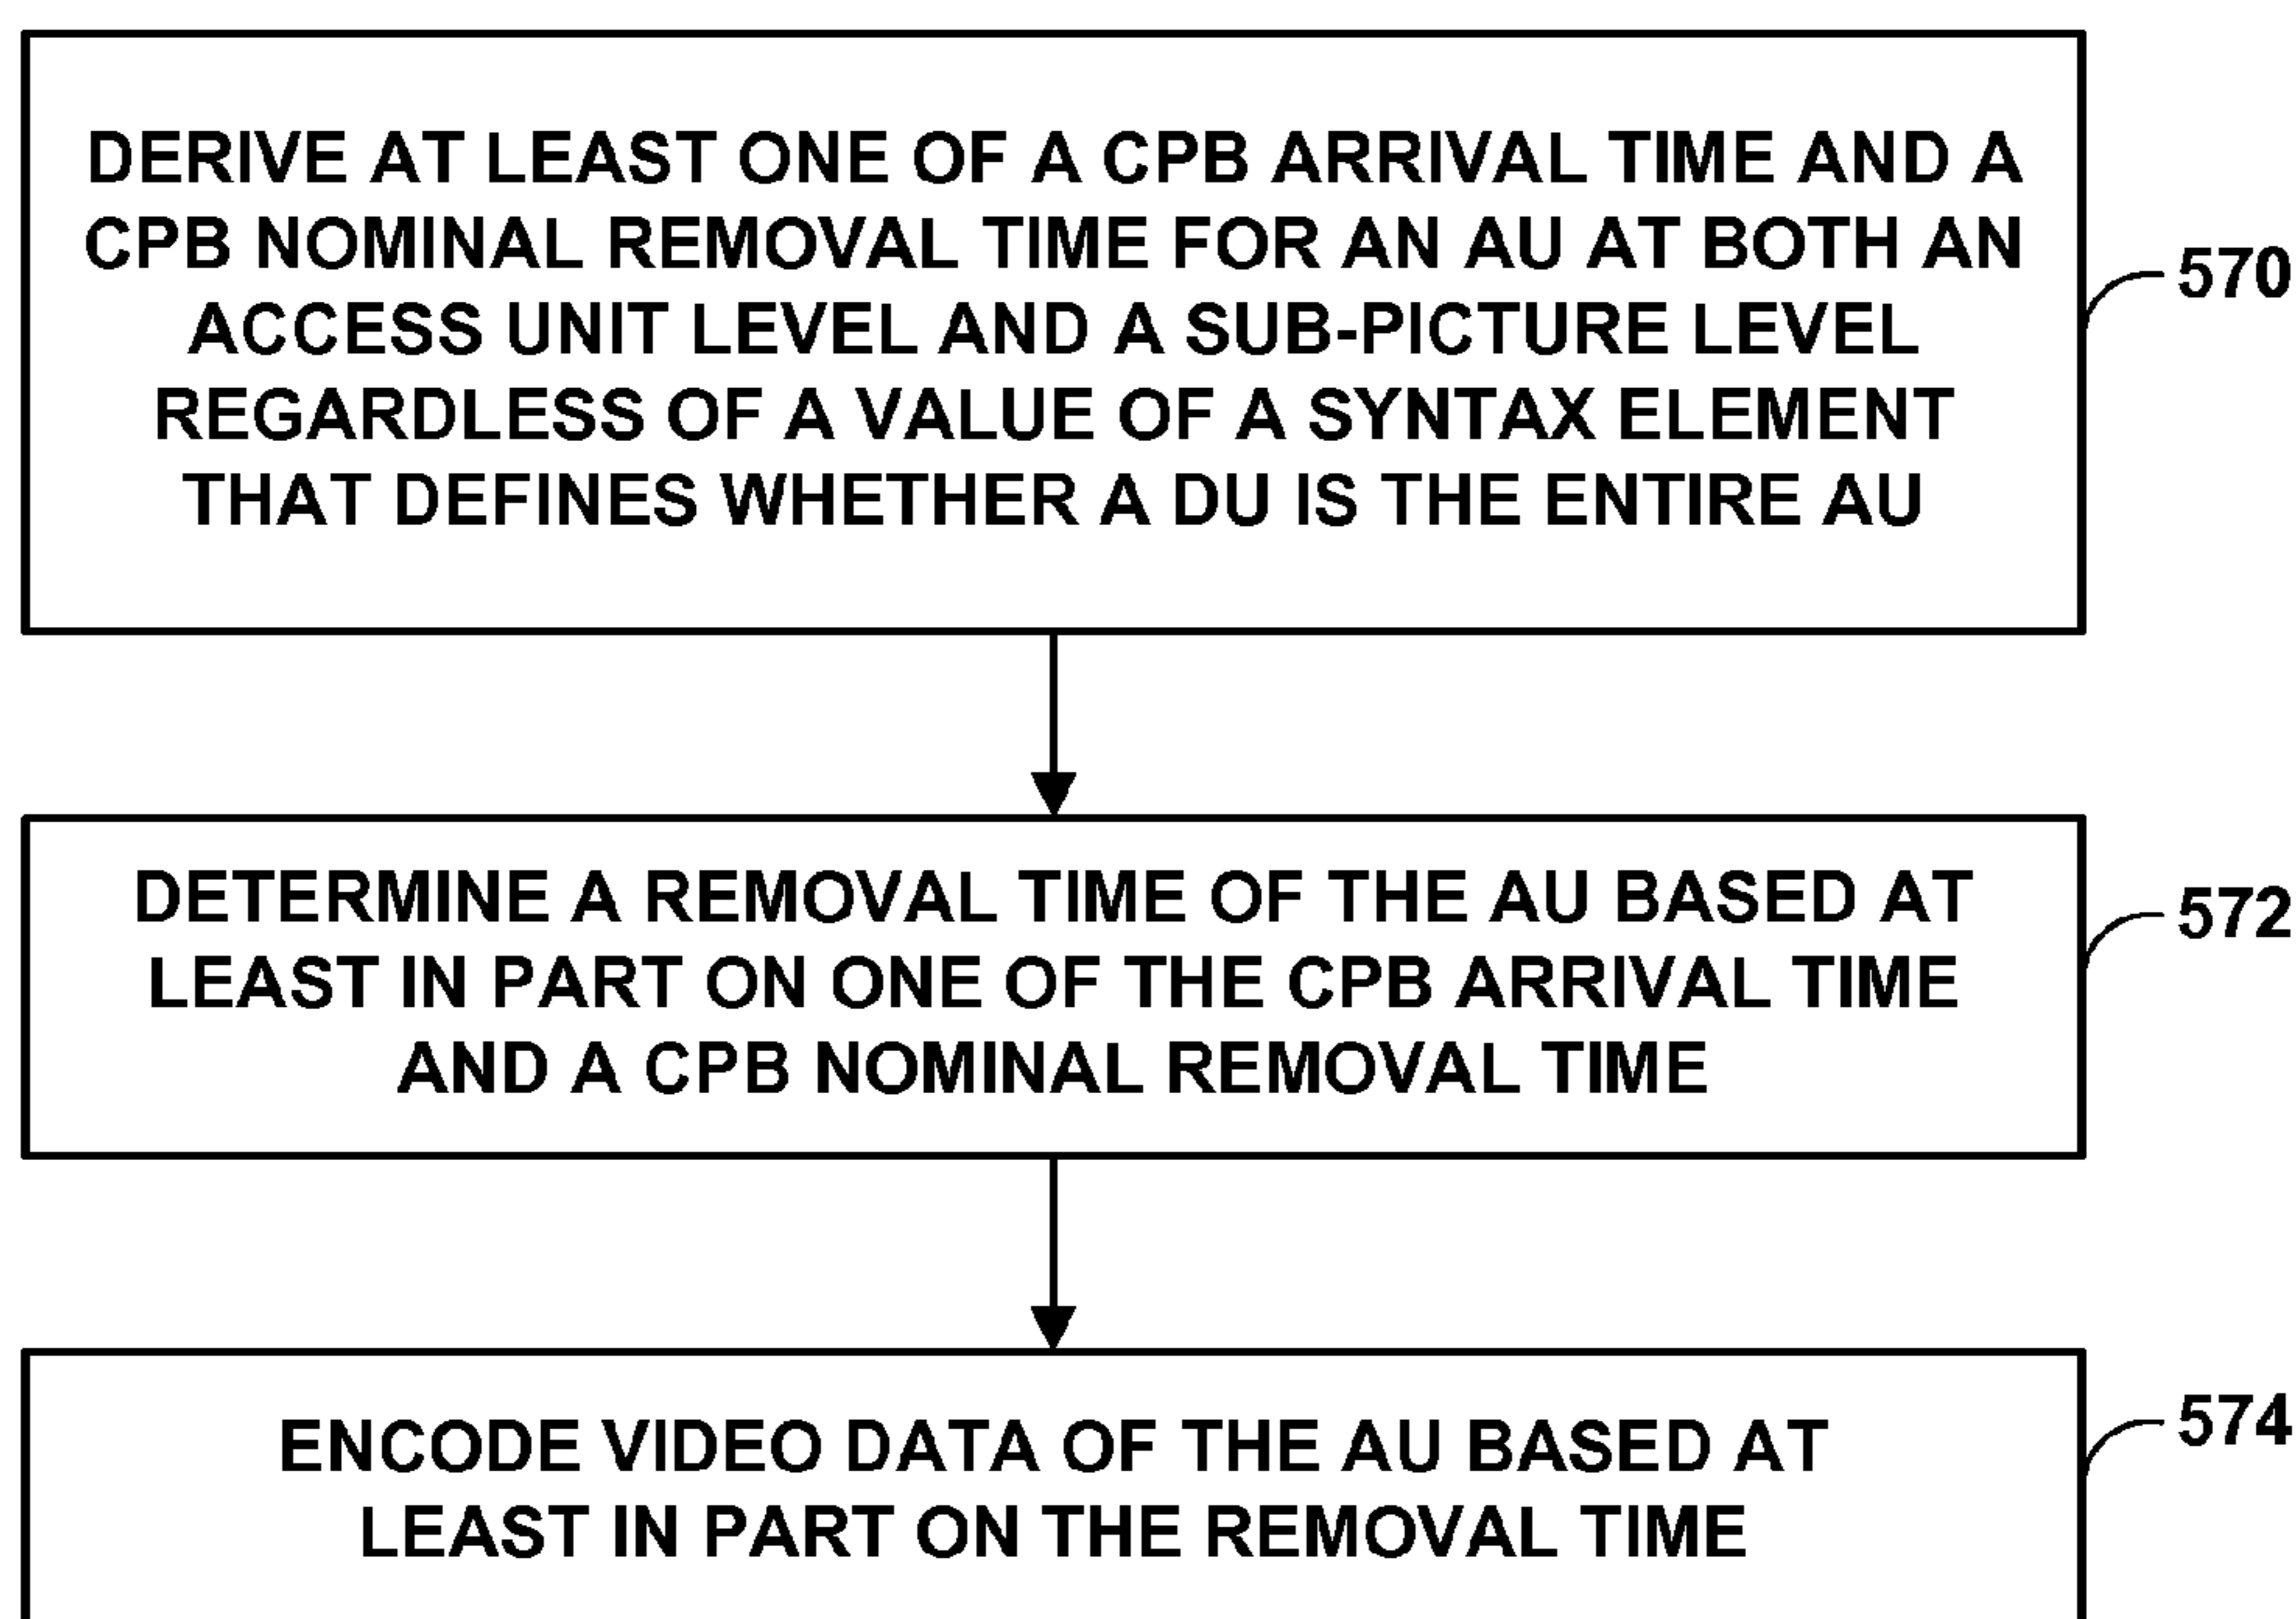 DERIVE AT LEAST ONE OF A CPB ARRIVAL TIME AND A
CPB NOMINAL REMOVAL TIME FOR AN AU AT BOTH AN
ACCESS UNIT LEVEL AND A SUB-PICTURE LEVEL
REGARDLESS OF A VALUE OF A SYNTAX ELEMENT
THAT DEFINES WHETHER A DU IS THE ENTIRE AU
570
DETERMINE A REMOVAL TIME OF THE AU BASED AT
LEAST IN PART ON ONE OF THE CPB ARRIVAL TIME
AND A CPB NOMINAL REMOVAL TIME
572
ENCODE VIDEO DATA OF THE AU BASED AT
LEAST IN PART ON THE REMOVAL TIME
574